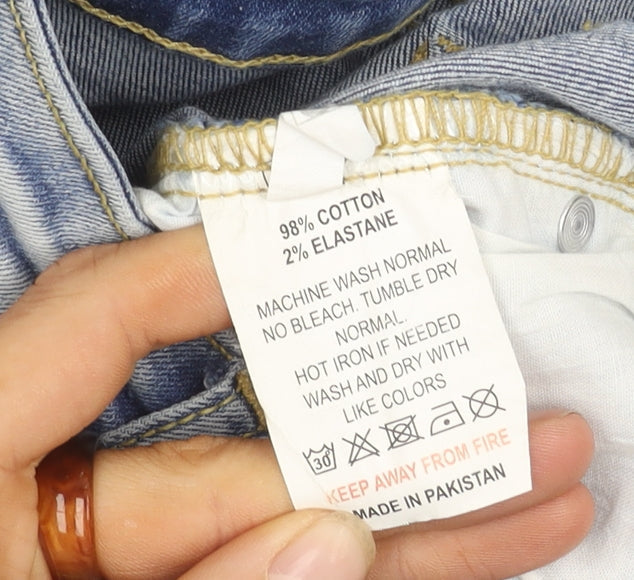 98% COTTON
2% ELASTANE
MACHINE WASH NORMAL
NO BLEACH. TUMBLE DRY
NORMAL.
HOT IRON IF NEEDED
WASH AND DRY WITH
LIKE COLORS
30°
KEEP AWAY FROM FIRE
MADE IN PAKISTAN